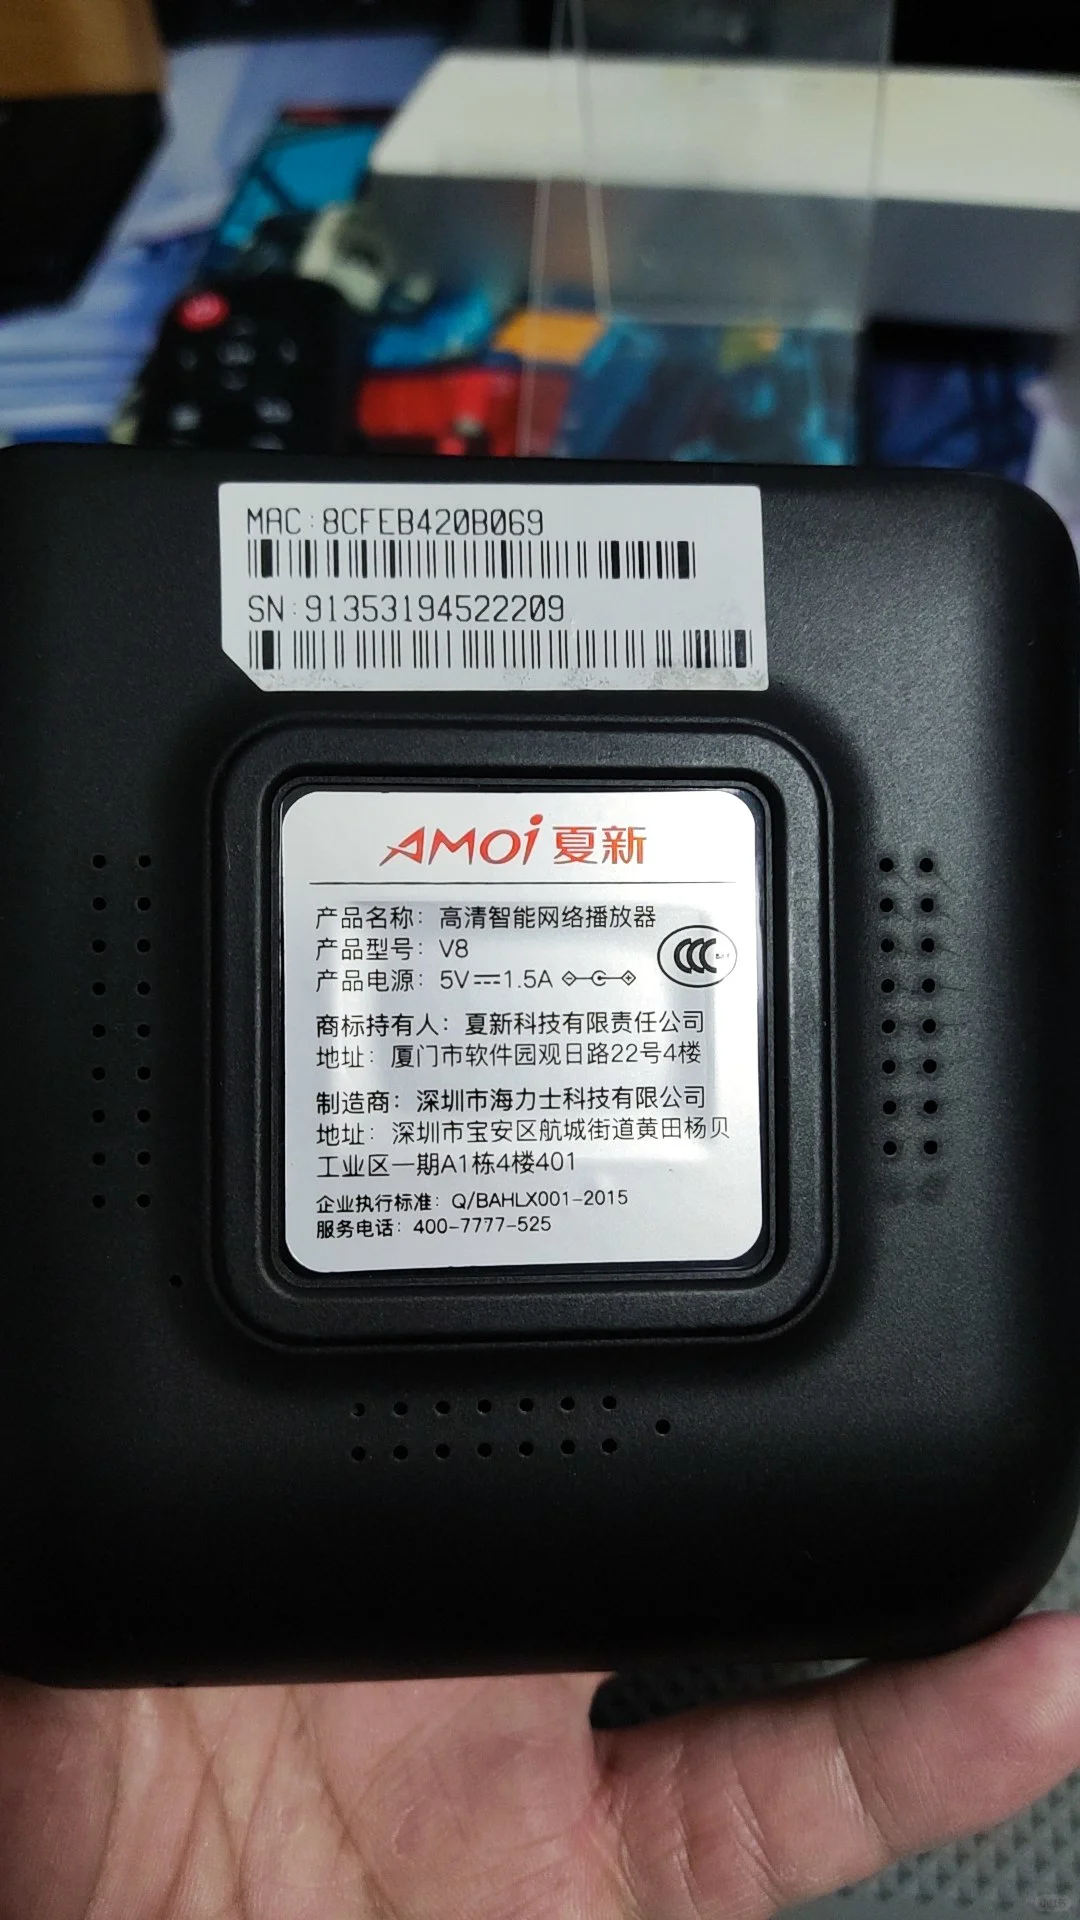 MAC:8CFEB420B069
SN:91353194522209
AMOi 夏新
产品名称: 高清智能网络播放器
产品型号: V8
产品电源: 5V⎓1.5A
商标持有人: 夏新科技有限责任公司
地址: 厦门市软件园观日路22号4楼
制造商: 深圳市海力士科技有限公司
地址: 深圳市宝安区航城街道黄田杨贝
工业区一期A1栋4楼401
企业执行标准: Q/BAHLX001-2015
服务电话: 400-7777-525